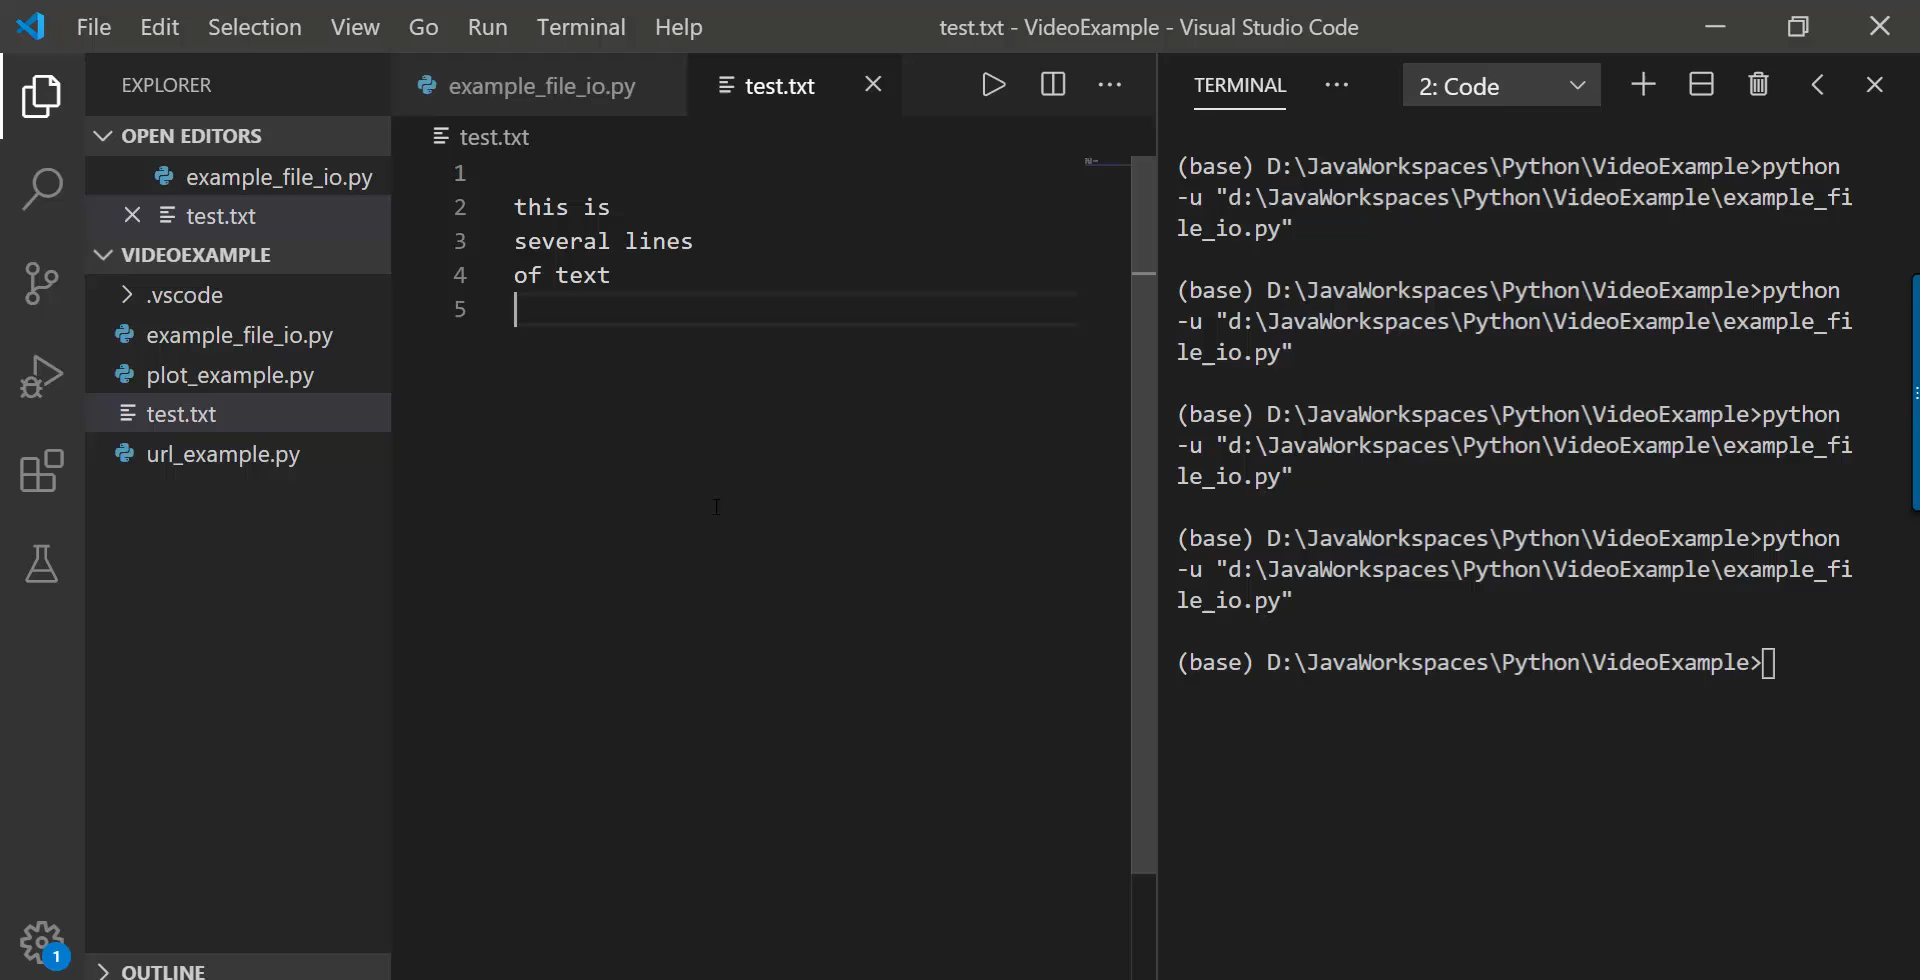 File Edit Selection View Go Run Terminal Help test.txt - VideoExample - Visual Studio Code
EXPLORER
OPEN EDITORS
example_file_io.py
test.txt
VIDEOEXAMPLE
.vscode
example_file_io.py
plot_example.py
test.txt
url_example.py
OUTLINE
1
example_file_io.py test.txt
test.txt
1
2 this is
3 several lines
4 of text
5
TERMINAL 2: Code
(base) D:\JavaWorkspaces\Python\VideoExample>python
-u "d:\JavaWorkspaces\Python\VideoExample\example_fi
le_io.py"
(base) D:\JavaWorkspaces\Python\VideoExample>python
-u "d:\JavaWorkspaces\Python\VideoExample\example_fi
le_io.py"
(base) D:\JavaWorkspaces\Python\VideoExample>python
-u "d:\JavaWorkspaces\Python\VideoExample\example_fi
le_io.py"
(base) D:\JavaWorkspaces\Python\VideoExample>python
-u "d:\JavaWorkspaces\Python\VideoExample\example_fi
le_io.py"
(base) D:\JavaWorkspaces\Python\VideoExample>